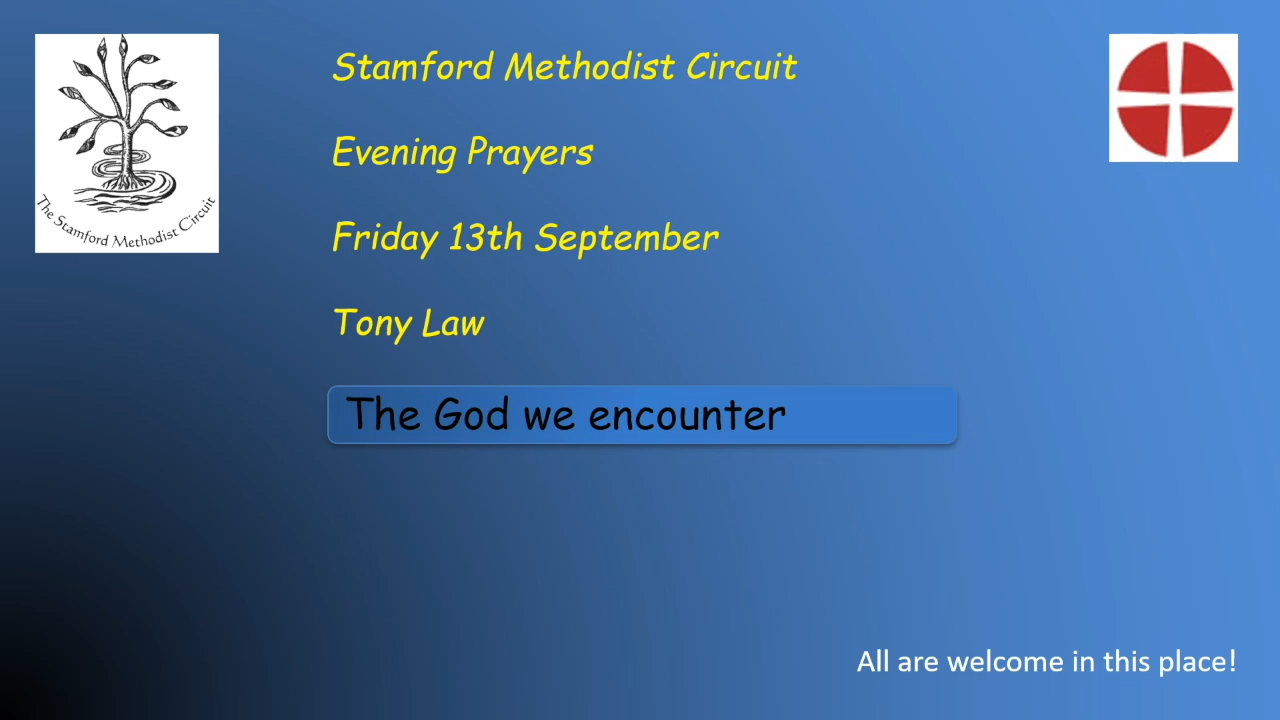 The Stamford Methodist Circuit
Stamford Methodist Circuit
Evening Prayers
Friday 13th September
Tony Law
The God we encounter
All are welcome in this place!